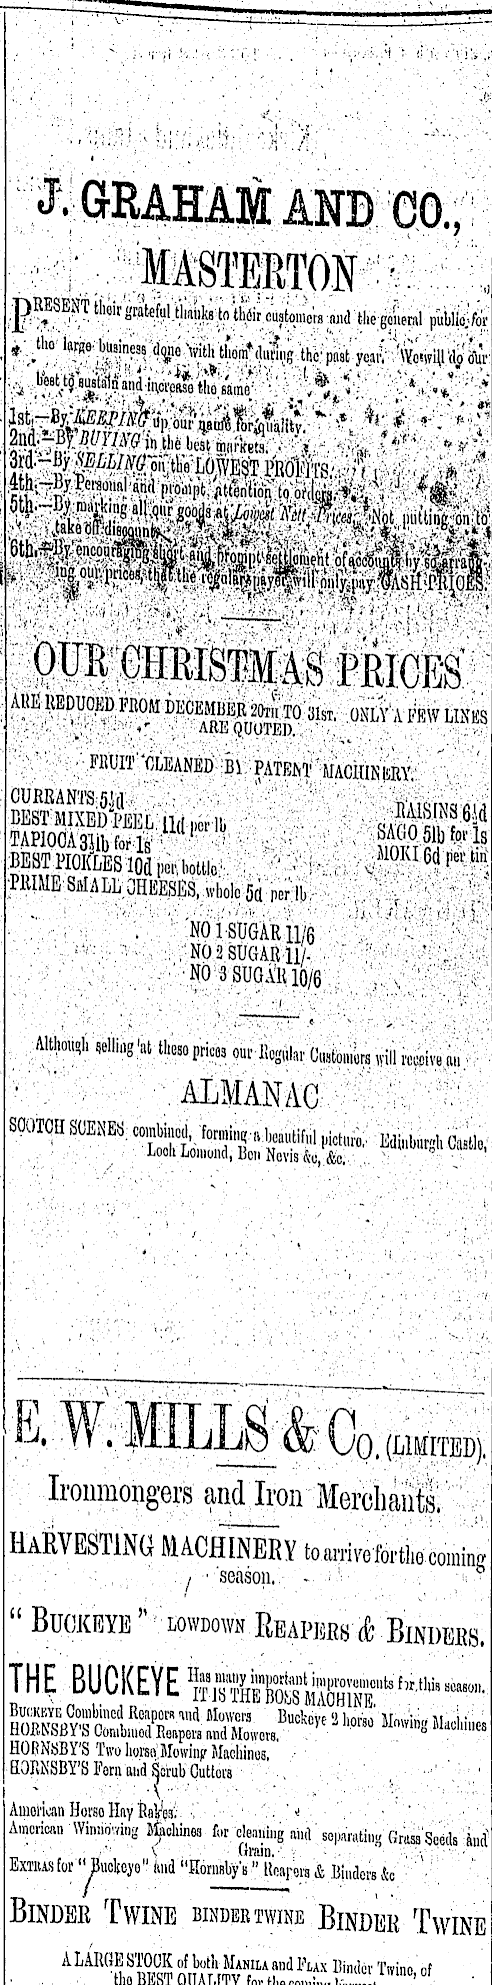 J. GRAHAM AND CO.,
MASTERTON
PRESENT their grateful thanks to their customers and the general public for
the large business done with them during the past year. We will do our
best to sustain and increase the same
1st.—By KEEPING up our name for quality.
2nd.—By BUYING in the best markets.
3rd—By SELLING on the LOWEST PROFITS.
4th.—By Personal and prompt attention to orders.
5th.—By marking all our goods at Lowest Nett Prices. Not putting on to
take off discount.
6th.—By encouraging short and prompt settlement of accounts by so arrang-
ing our prices, that the regular payer will only pay CASH PRICES.
OUR CHRISTMAS PRICES
ARE REDUCED FROM DECEMBER 20TH TO 31ST. ONLY A FEW LINES
ARE QUOTED.
FRUIT CLEANED BY PATENT MACHINERY.
CURRANTS 5½d RAISINS 6½d
BEST MIXED PEEL 11d per lb SAGO 5lb for 1s
TAPIOCA 3½lb for 1s MOKI 6d per tin
BEST PICKLES 10d per bottle
PRIME SMALL CHEESES, whole 5d per lb
NO 1 SUGAR 11/6
NO 2 SUGAR 11/-
NO 3 SUGAR 10/6
Although selling at these prices our Regular Customers will receive an
ALMANAC
SCOTCH SCENES combined, forming a beautiful picture. Edinburgh Castle,
Loch Lomond, Ben Nevis &c, &c.
E. W. MILLS & Co. (LIMITED).
Ironmongers and Iron Merchants.
HARVESTING MACHINERY to arrive for the coming
season.
"BUCKEYE" LOWDOWN REAPERS & BINDERS.
THE BUCKEYE Has many important improvements for this season.
IT IS THE BOSS MACHINE.
BUCKEYE Combined Reapers and Mowers Buckeye 2 horse Mowing Machines
HORNSBY'S Combined Reapers and Mowers.
HORNSBY'S Two horse Mowing Machines,
HORNSBY'S Fern and Scrub Cutters
American Horse Hay Rakes.
American Winnowing Machines for cleaning and separating Grass Seeds and
Grain.
EXTRAS for "Buckeye" and "Hornsby's" Reapers & Binders &c
BINDER TWINE BINDER TWINE BINDER TWINE
A LARGE STOCK of both MANILA and FLAX Binder Twine, of
the BEST QUALITY for the coming